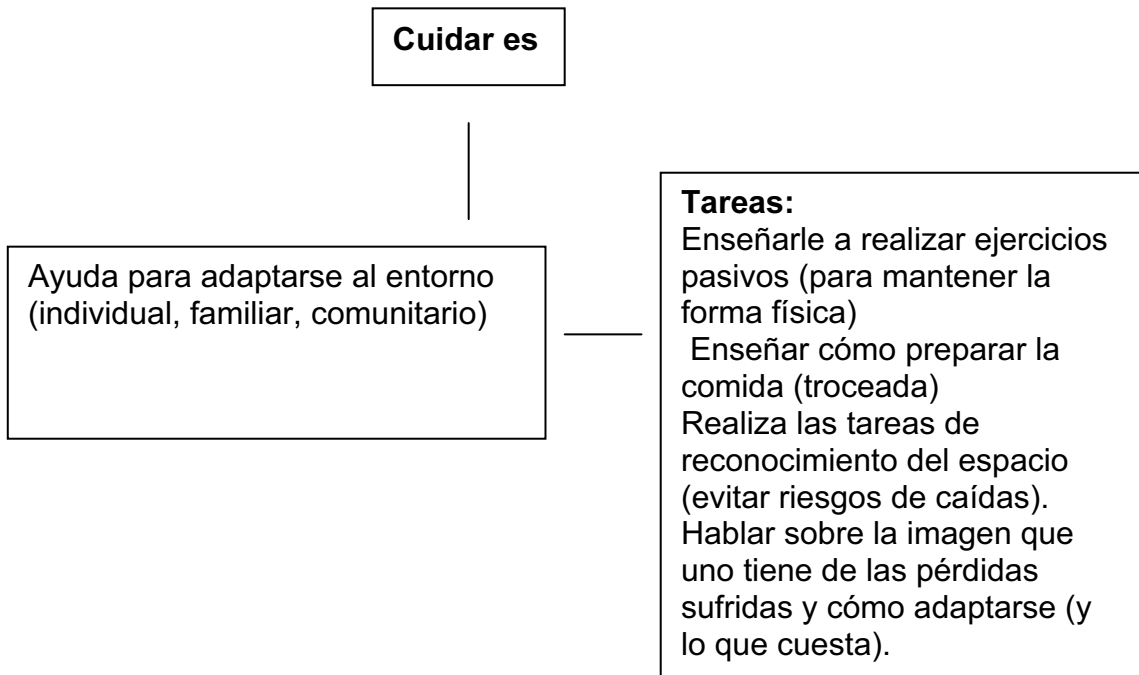 Cuidar es
Ayuda para adaptarse al entorno
(individual, familiar, comunitario)
Tareas:
Enseñarle a realizar ejercicios
pasivos (para mantener la
forma física)
Enseñar cómo preparar la
comida (troceada)
Realiza las tareas de
reconocimiento del espacio
(evitar riesgos de caídas).
Hablar sobre la imagen que
uno tiene de las pérdidas
sufridas y cómo adaptarse (y
lo que cuesta).